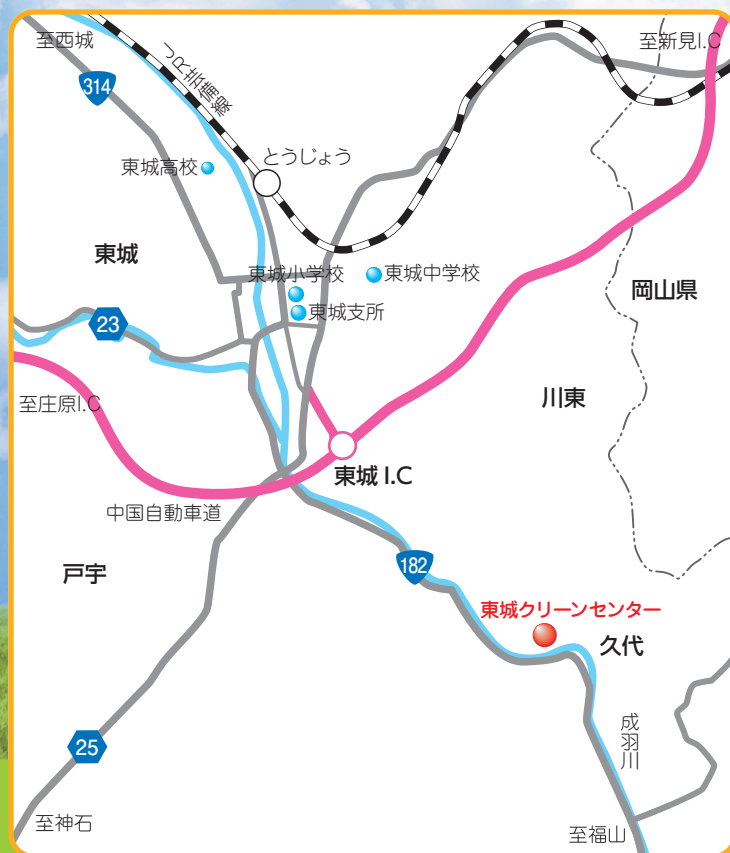 至西城
至新見I.C
314
JR芸備線
とうじょう
東城高校
東城
東城小学校
東城中学校
岡山県
東城支所
23
川東
至庄原I.C
東城 I.C
中国自動車道
戸宇
182
東城クリーンセンター
久代
成羽川
25
至神石
至福山